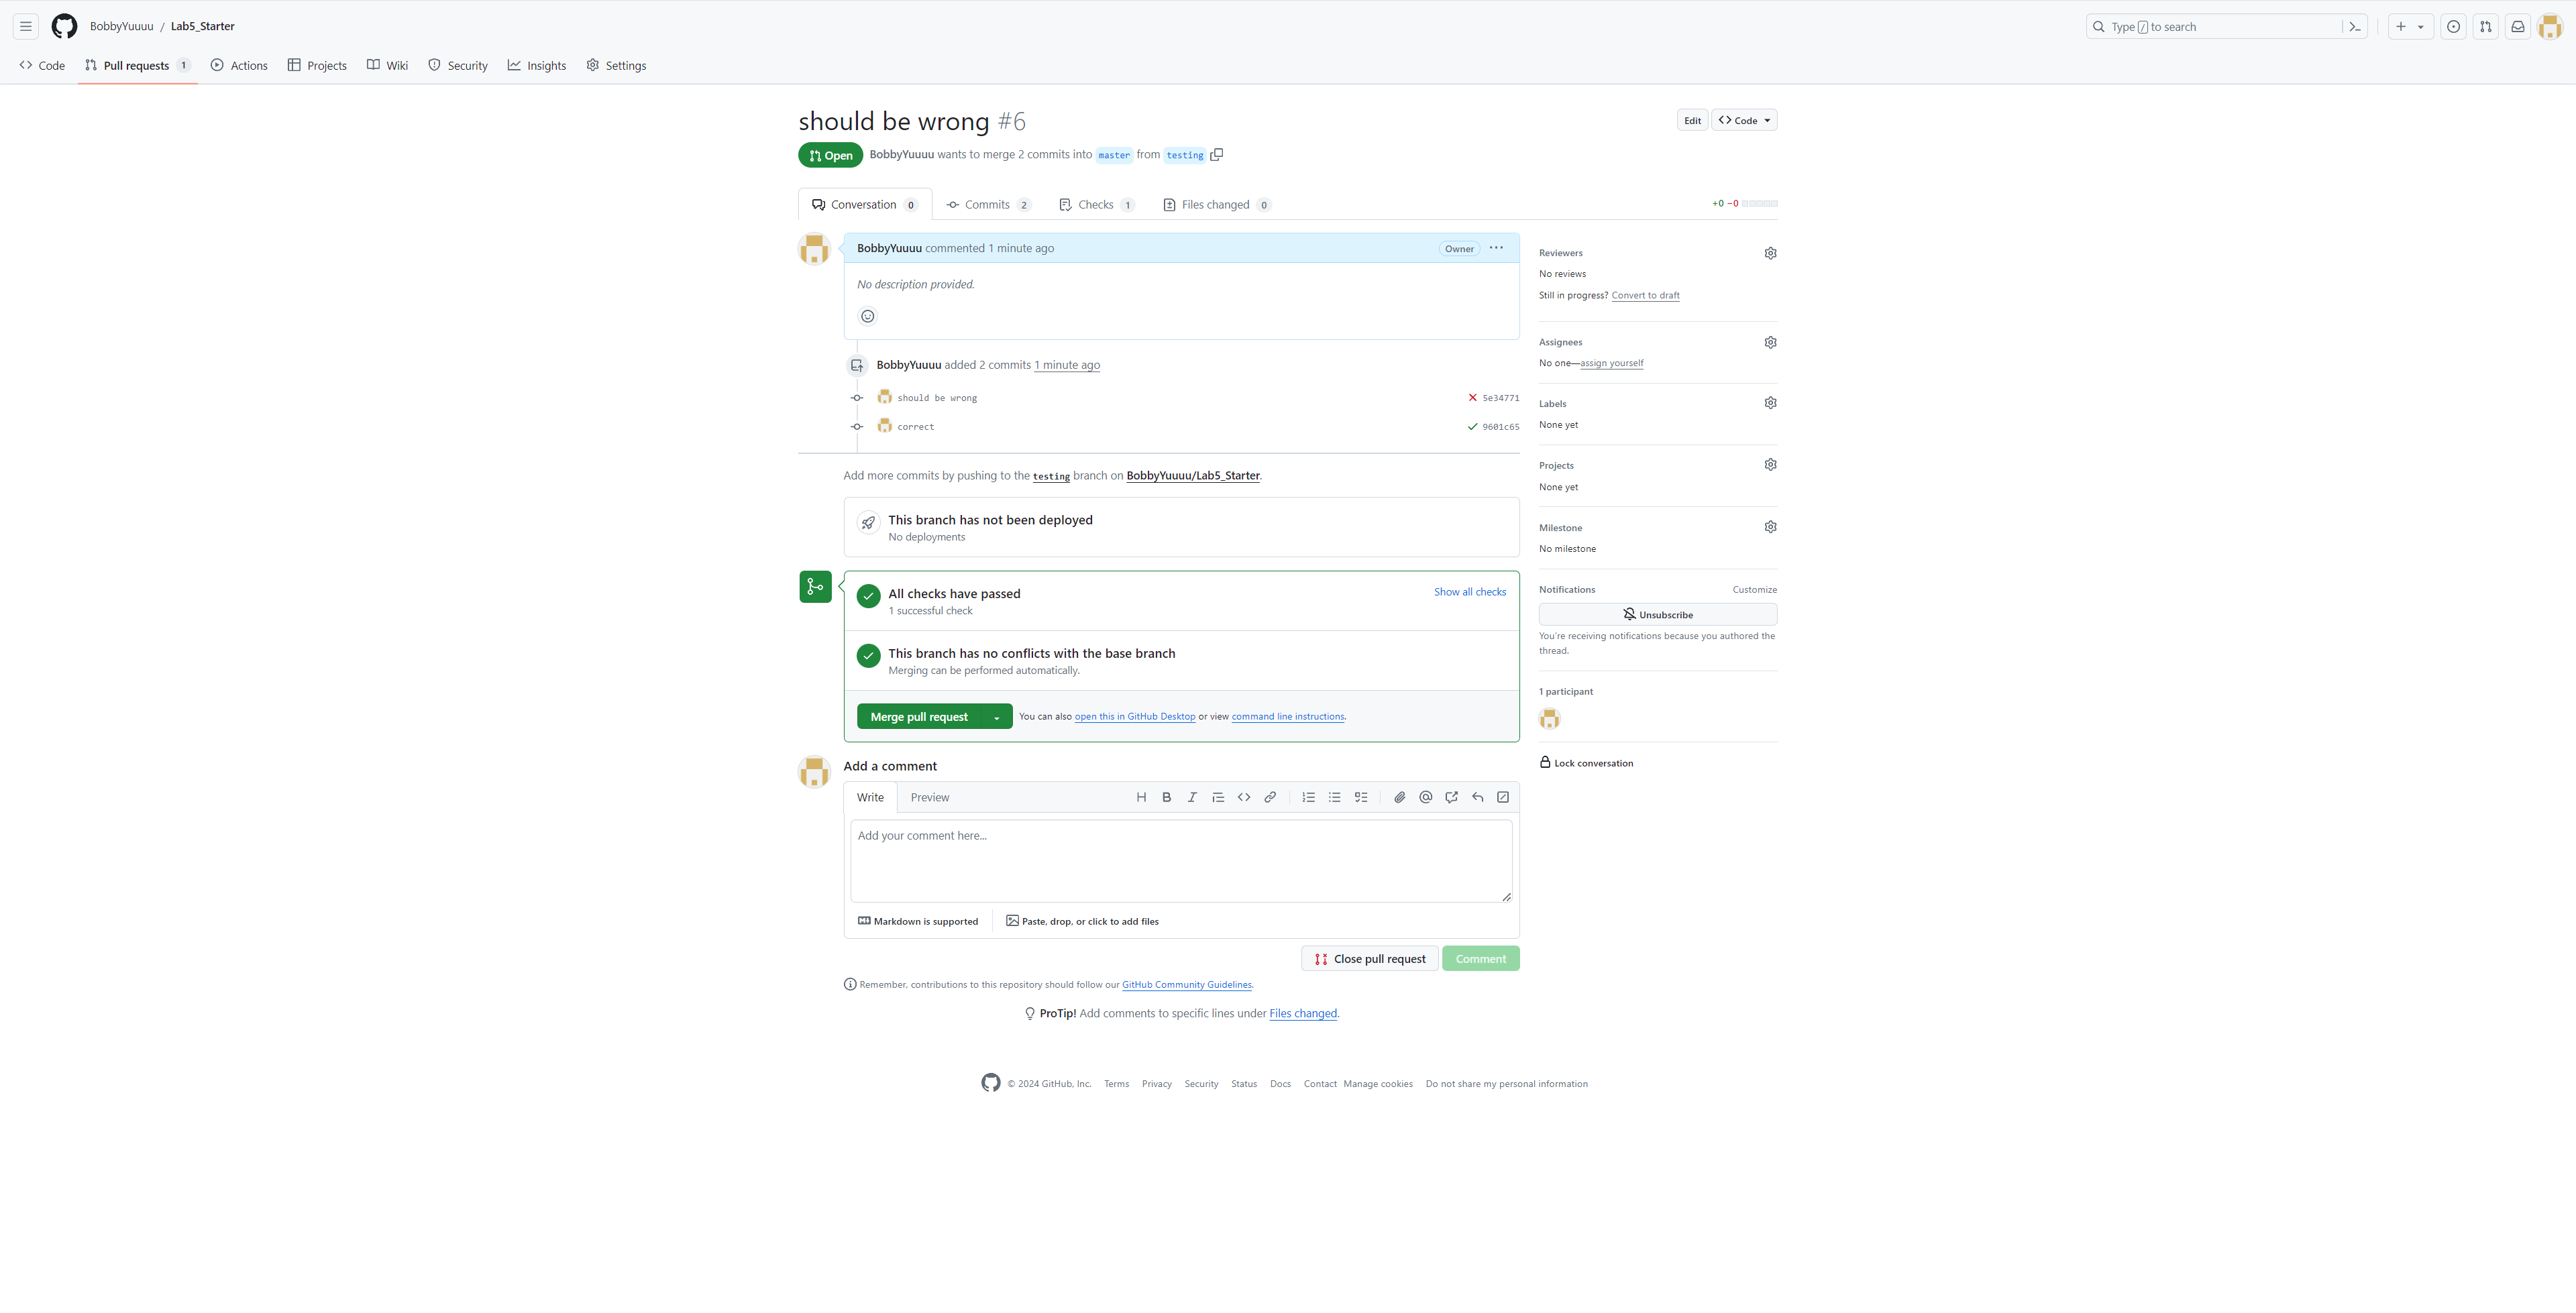 BobbyYuuuu / Lab5_Starter
Type / to search
Code Pull requests 1 Actions Projects Wiki Security Insights Settings
should be wrong #6
Edit Code
Open BobbyYuuuu wants to merge 2 commits into master from testing
Conversation 0 Commits 2 Checks 1 Files changed 0
+0 −0
BobbyYuuuu commented 1 minute ago
Owner
No description provided.
BobbyYuuuu added 2 commits 1 minute ago
should be wrong 5e34771
correct 9601c65
Add more commits by pushing to the testing branch on BobbyYuuuu/Lab5_Starter.
This branch has not been deployed
No deployments
All checks have passed
Show all checks
1 successful check
This branch has no conflicts with the base branch
Merging can be performed automatically.
Merge pull request You can also open this in GitHub Desktop or view command line instructions.
Add a comment
Write Preview
Add your comment here...
Markdown is supported Paste, drop, or click to add files
Close pull request Comment
Remember, contributions to this repository should follow our GitHub Community Guidelines.
ProTip! Add comments to specific lines under Files changed.
Reviewers
No reviews
Still in progress? Convert to draft
Assignees
No one—assign yourself
Labels
None yet
Projects
None yet
Milestone
No milestone
Notifications Customize
Unsubscribe
You're receiving notifications because you authored the
thread.
1 participant
Lock conversation
© 2024 GitHub, Inc. Terms Privacy Security Status Docs Contact Manage cookies Do not share my personal information